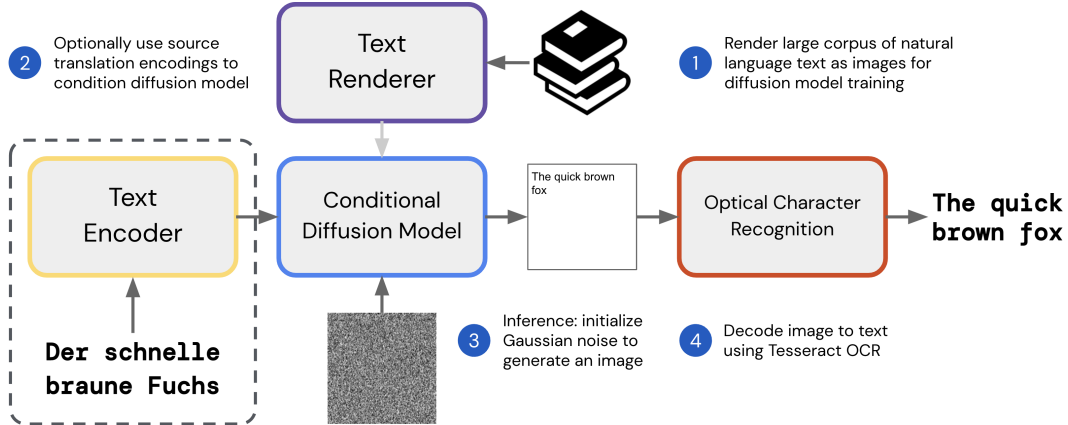 2
Optionally use source
translation encodings to
condition diffusion model
Text
Renderer
1
Render large corpus of natural
language text as images for
diffusion model training
Text
Encoder
Conditional
Diffusion Model
The quick brown
fox
Optical Character
Recognition
The quick
brown fox
Der schnelle
braune Fuchs
3
Inference: initialize
Gaussian noise to
generate an image
4
Decode image to text
using Tesseract OCR